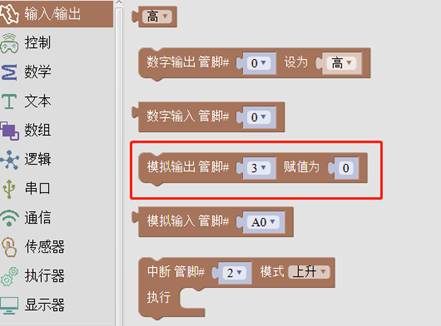 输入/输出
控制
数学
文本
数组
逻辑
串口
通信
传感器
执行器
显示器
高
数字输出 管脚# 0 设为 高
数字输入 管脚# 0
模拟输出 管脚# 3 赋值为 0
模拟输入 管脚# A0
中断 管脚# 2 模式 上升
执行